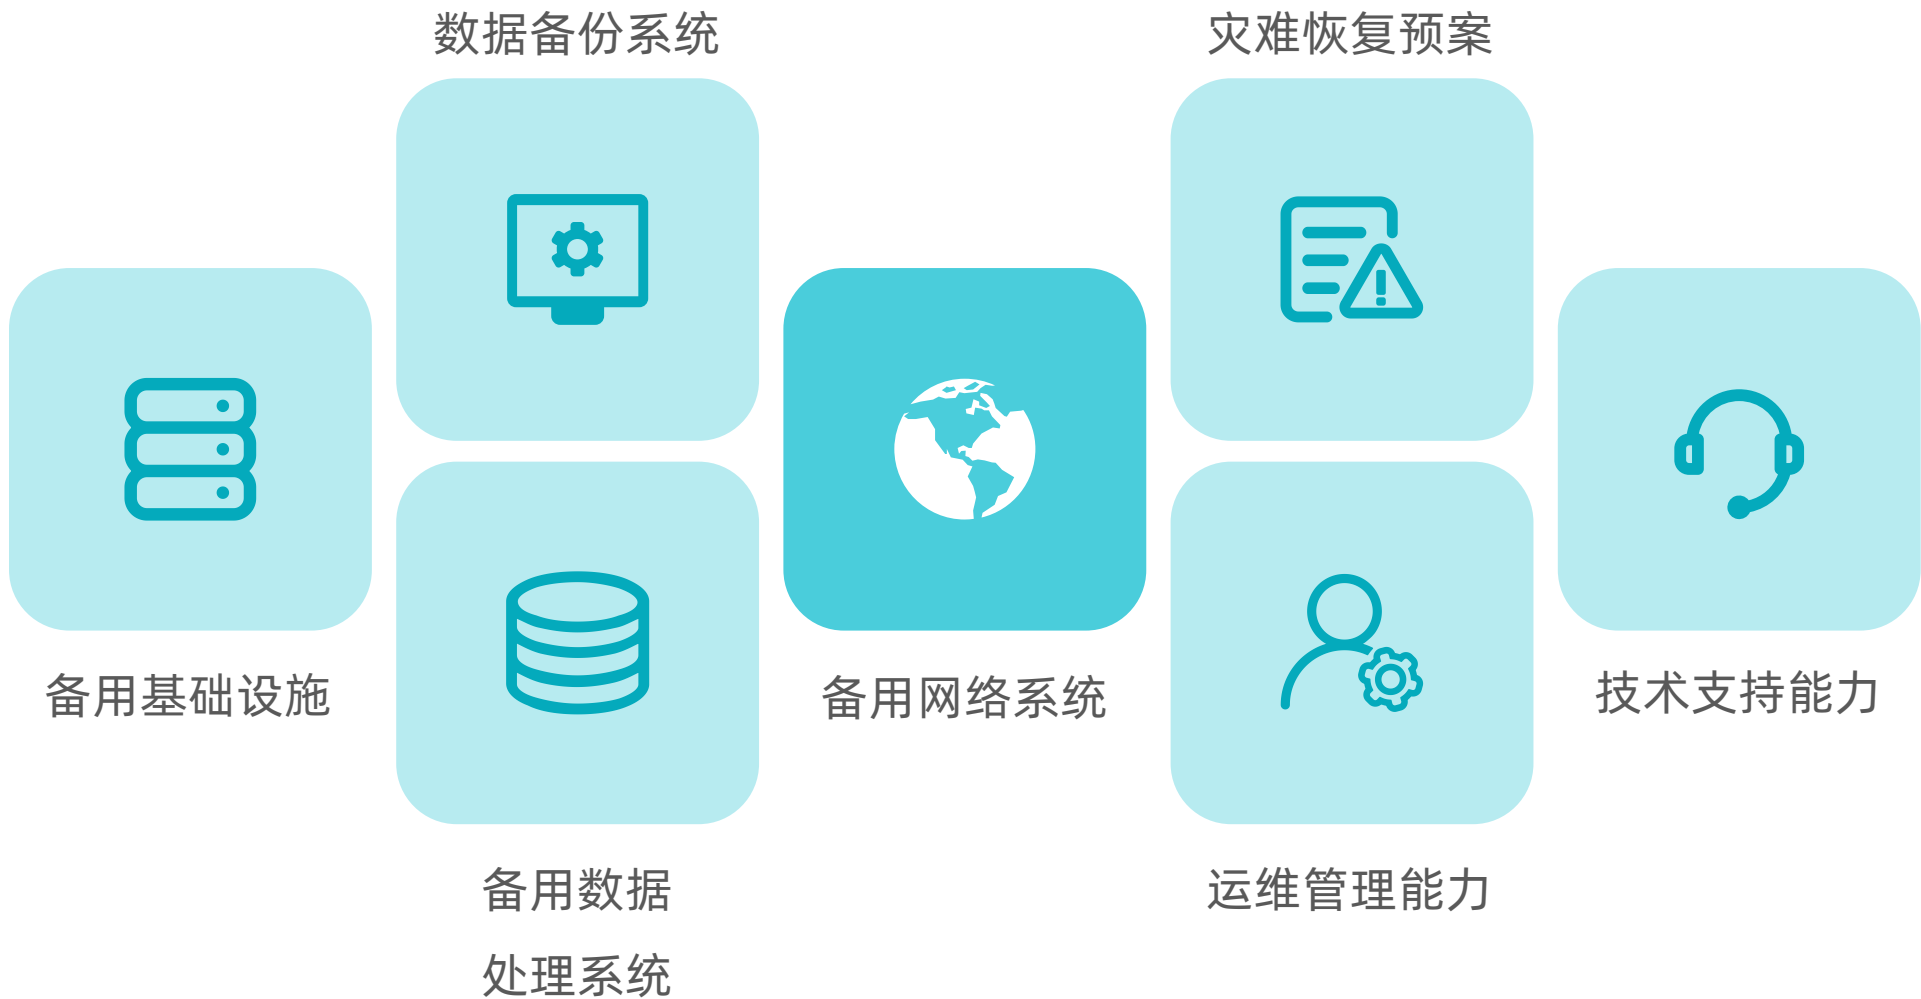 数据备份系统
灾难恢复预案
备用基础设施
备用网络系统
技术支持能力
备用数据
处理系统
运维管理能力